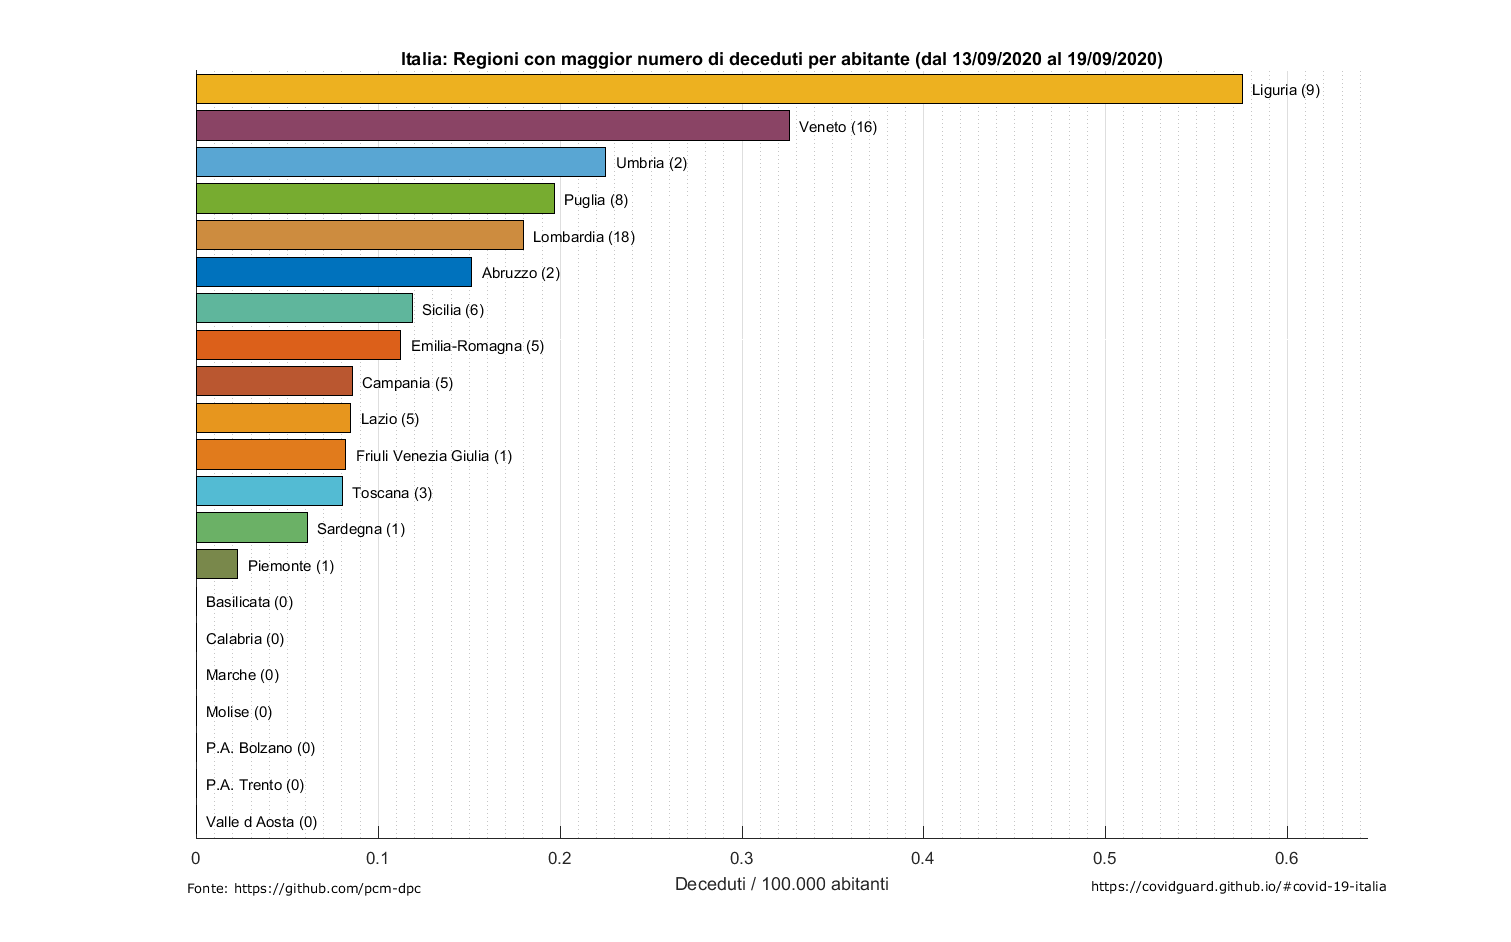 Italia: Regioni con maggior numero di deceduti per abitante (dal 13/09/2020 al 19/09/2020)
Liguria (9)
Veneto (16)
Umbria (2)
Puglia (8)
Lombardia (18)
Abruzzo (2)
Sicilia (6)
Emilia-Romagna (5)
Campania (5)
Lazio (5)
Friuli Venezia Giulia (1)
Toscana (3)
Sardegna (1)
Piemonte (1)
Basilicata (0)
Calabria (0)
Marche (0)
Molise (0)
P.A. Bolzano (0)
P.A. Trento (0)
Valle d Aosta (0)
0 0.1 0.2 0.3 0.4 0.5 0.6
Deceduti / 100.000 abitanti
Fonte: https://github.com/pcm-dpc
https://covidguard.github.io/#covid-19-italia